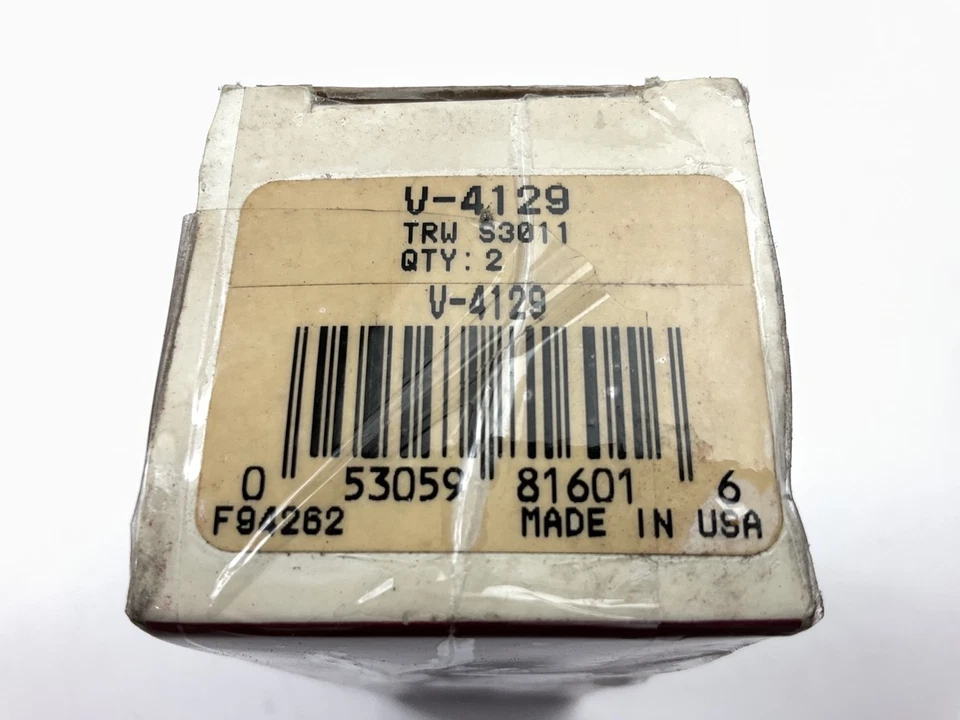 V-4129
TRW S3011
QTY: 2
V-4129
0 53059 81601 6
F94262 MADE IN USA